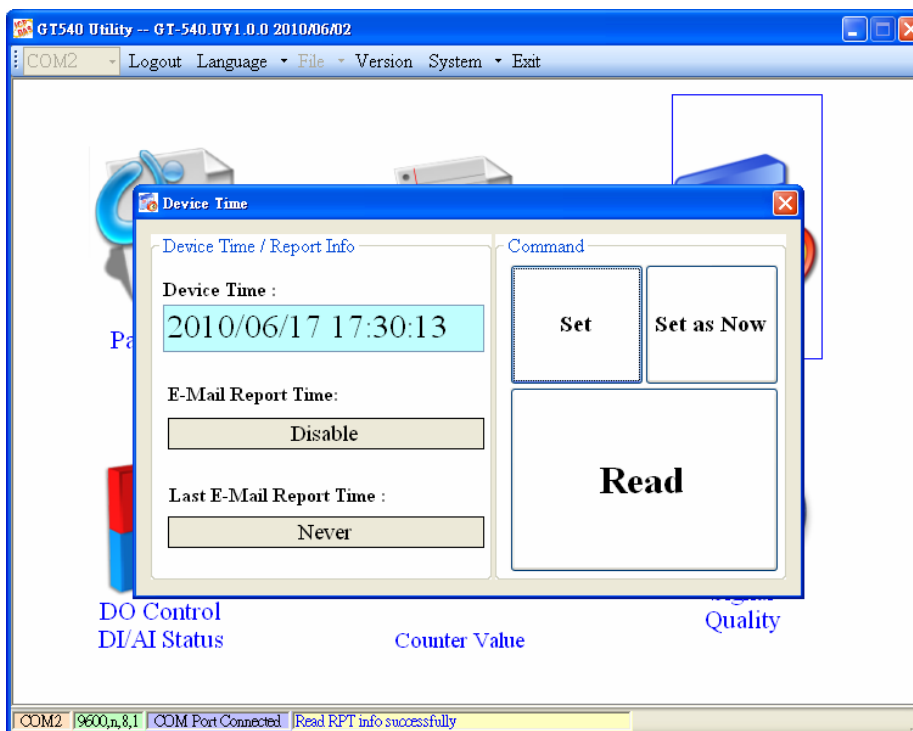 GT540 Utility -- GT-540.UV1.0.0 2010/06/02
COM2 Logout Language File Version System Exit
Device Time
Device Time / Report Info
Device Time :
2010/06/17 17:30:13
E-Mail Report Time:
Disable
Last E-Mail Report Time :
Never
Command
Set
Set as Now
Read
Pa
DO Control
DI/AI Status
Counter Value
Quality
COM2 9600,n,8,1 COM Port Connected Read RPT info successfully